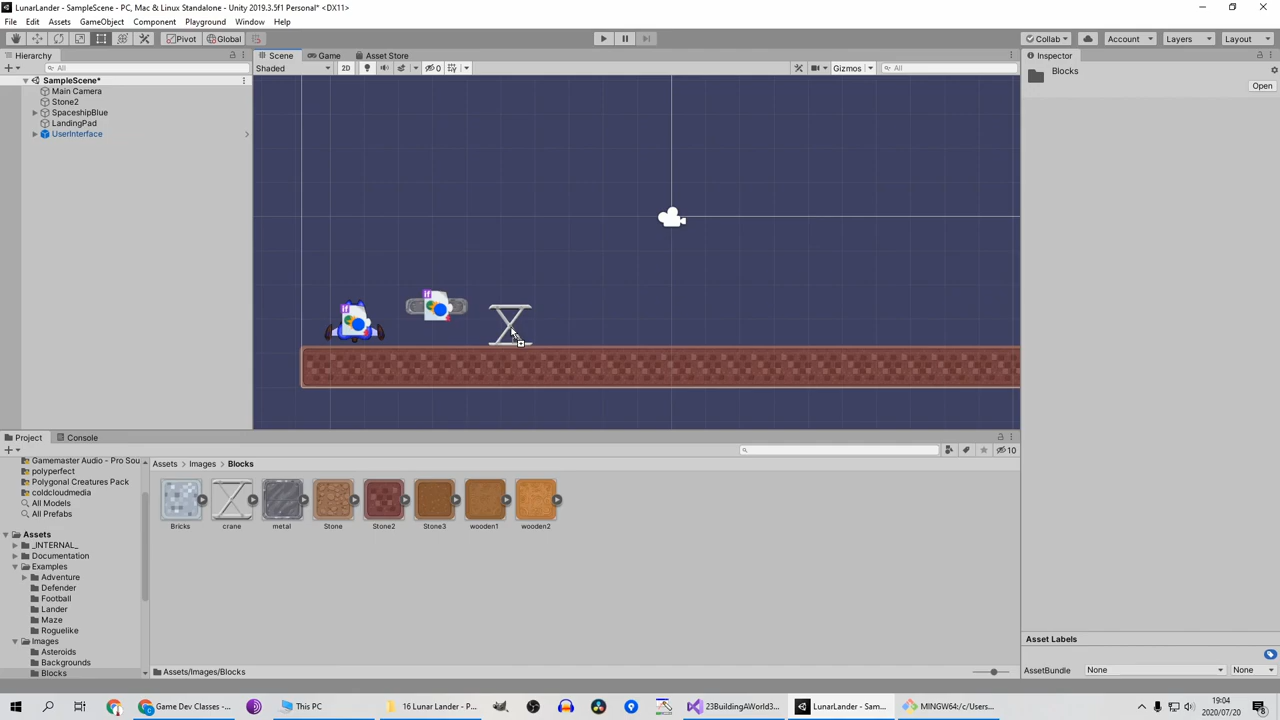 LunarLander - SampleScene - PC, Mac & Linux Standalone - Unity 2019.3.5f1 Personal* <DX11>
File Edit Assets GameObject Component Playground Window Help
Pivot Global Collab Account Layers Layout
Hierarchy Scene Game Asset Store Inspector
All Shaded 2D 0 Gizmos All Blocks
Open
SampleScene*
Main Camera
Stone2
SpaceshipBlue
LandingPad
UserInterface
Project Console
10
Gamemaster Audio - Pro Sou
polyperfect
Polygonal Creatures Pack
coldcloudmedia
All Models
All Prefabs
Assets
_INTERNAL_
Documentation
Examples
Adventure
Defender
Football
Lander
Maze
Roguelike
Images
Asteroids
Backgrounds
Blocks
Assets Images Blocks
Bricks crane metal Stone Stone2 Stone3 wooden1 wooden2
Assets/Images/Blocks
Asset Labels
AssetBundle None None
Game Dev Classes - ... This PC 16 Lunar Lander - P... 23BuildingAWorld3... LunarLander - Sam... MINGW64:/c/Users...
19:04
2020/07/20